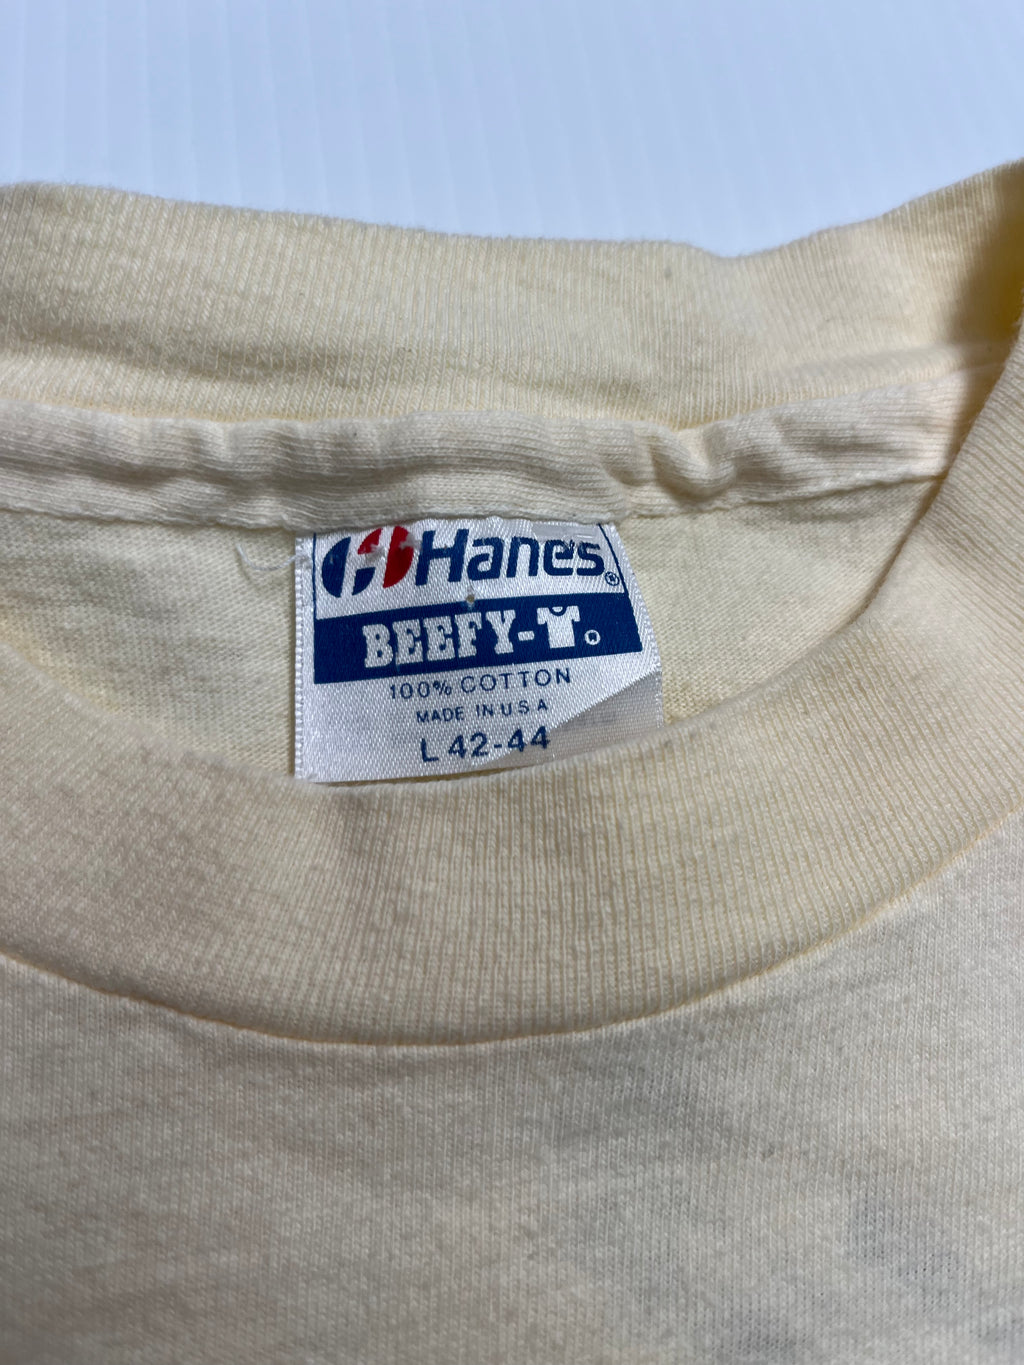 Hanes®
BEEFY-T®
100% COTTON
MADE IN U S A
L 42-44